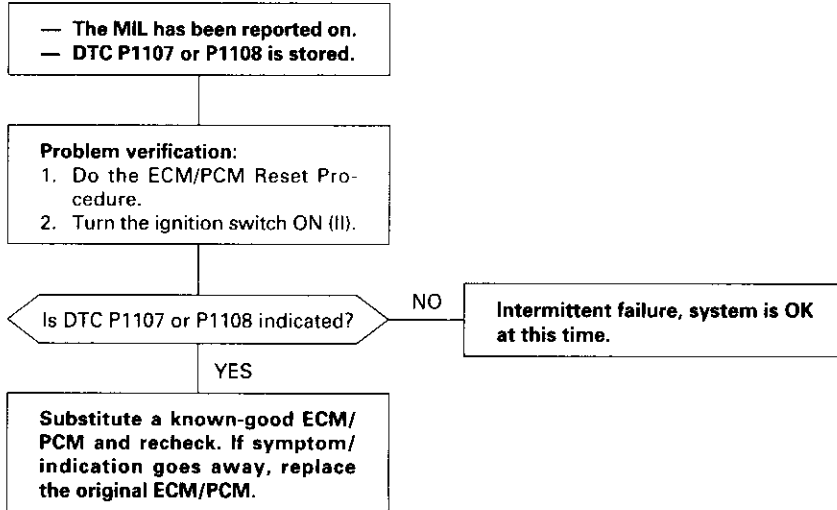 — The MIL has been reported on.
— DTC P1107 or P1108 is stored.
Problem verification:
1. Do the ECM/PCM Reset Pro-
cedure.
2. Turn the ignition switch ON (II).
Is DTC P1107 or P1108 indicated?
NO
Intermittent failure, system is OK
at this time.
YES
Substitute a known-good ECM/
PCM and recheck. If symptom/
indication goes away, replace
the original ECM/PCM.